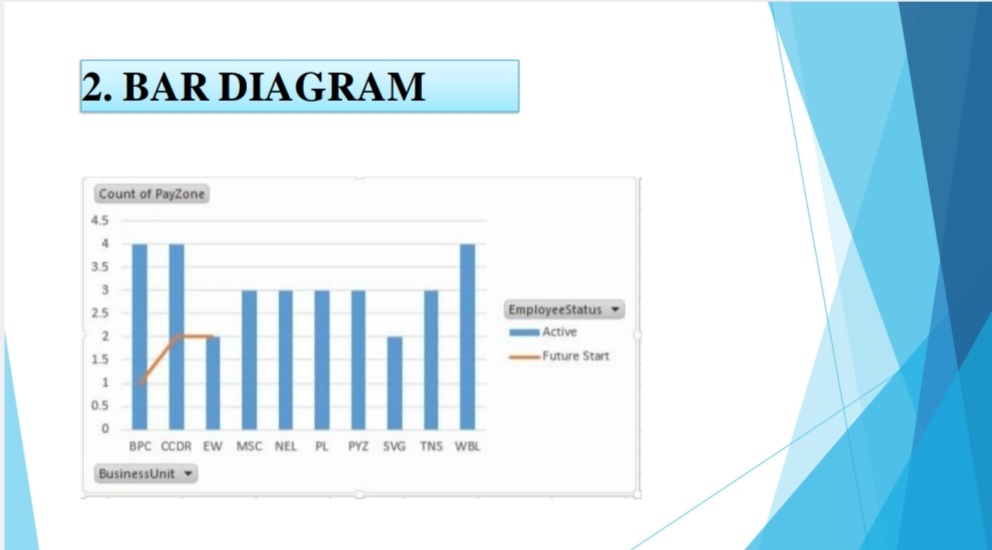 2. BAR DIAGRAM
Count of PayZone
4.5
4
3.5
3
2.5
2
1.5
1
0.5
0
BPC CCDR EW MSC NEL PL PYZ SVG TNS WBL
EmployeeStatus
Active
Future Start
BusinessUnit